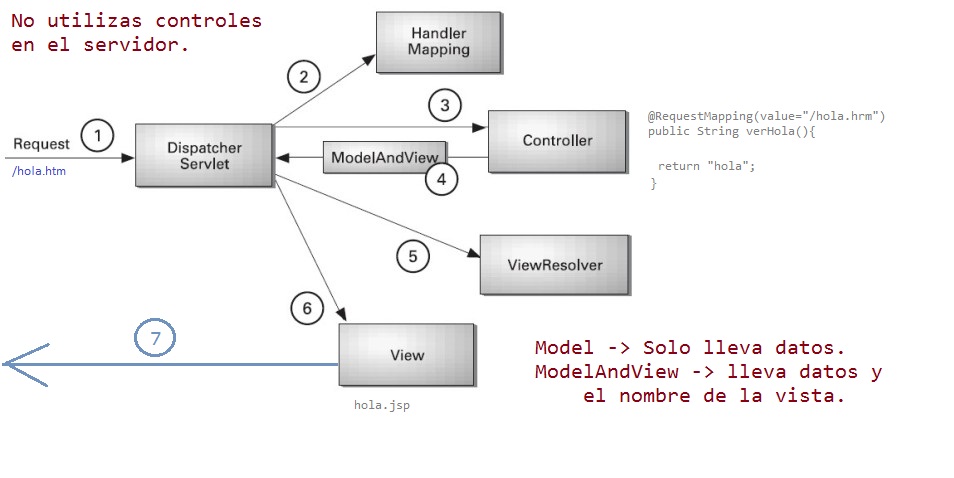 No utilizas controles
en el servidor.
Handler
Mapping
2
3
@RequestMapping(value="/hola.hrm")
public String verHola(){
return "hola";
}
1
Request
/hola.htm
Dispatcher
Servlet
ModelAndView
4
Controller
5
ViewResolver
6
7
View
hola.jsp
Model -> Solo lleva datos.
ModelAndView -> lleva datos y
el nombre de la vista.